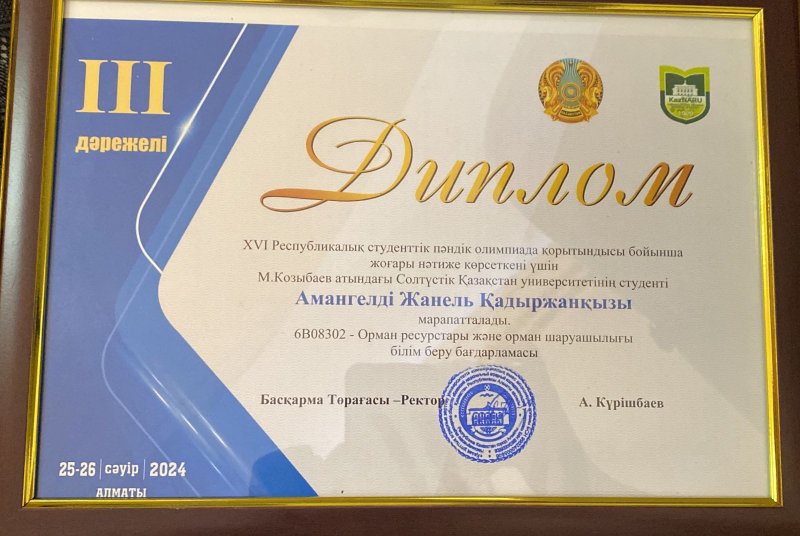 III
дәрежелі
KazNARU
1929
Диплом
XVI Республикалық студенттік пәндік олимпиада қорытындысы бойынша
жоғары нәтиже көрсеткені үшін
М.Козыбаев атындағы Солтүстік Қазақстан университетінің студенті
Амангелді Жанель Қадыржанқызы
марапатталады.
6В08302 - Орман ресурстары және орман шаруашылығы
білім беру бағдарламасы
Басқарма Төрағасы –Ректор
А. Күрішбаев
25-26 | сәуір | 2024
АЛМАТЫ